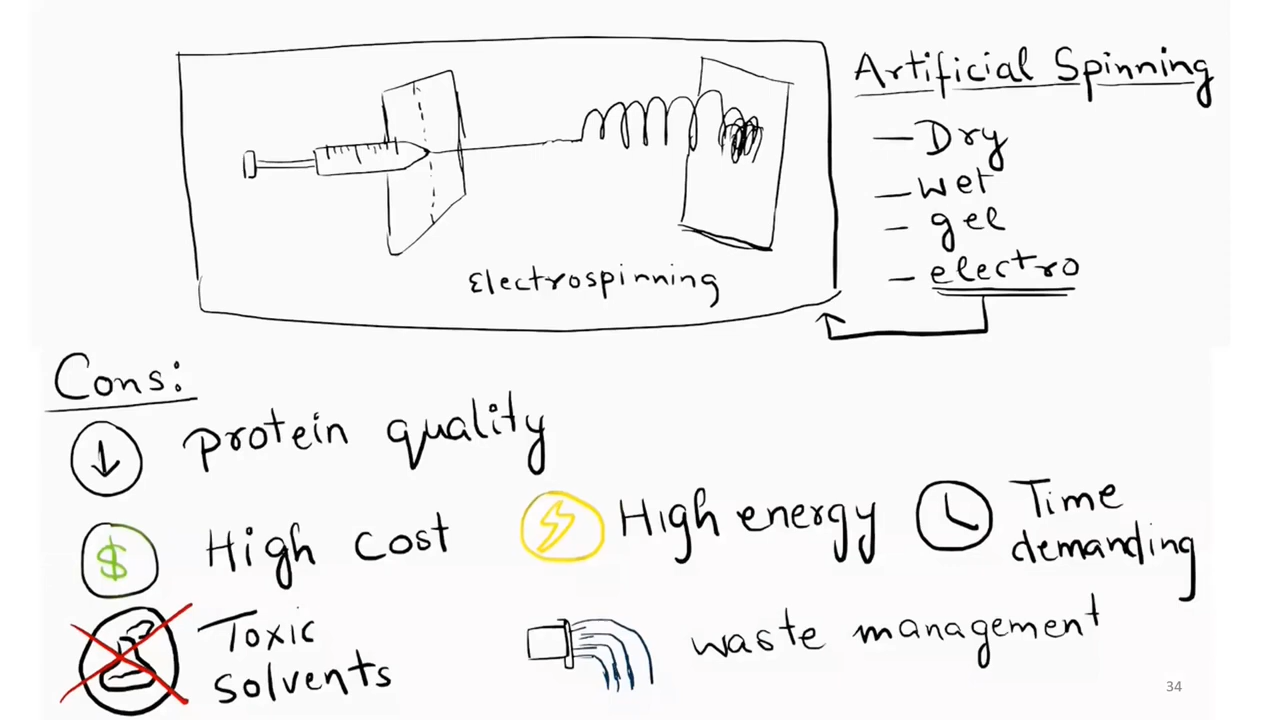 Artificial Spinning
- Dry
- wet
- gel
- electro
Electrospinning
Cons:
↓ protein quality
$ High cost
High energy
Time
demanding
Toxic
solvents
waste management
34